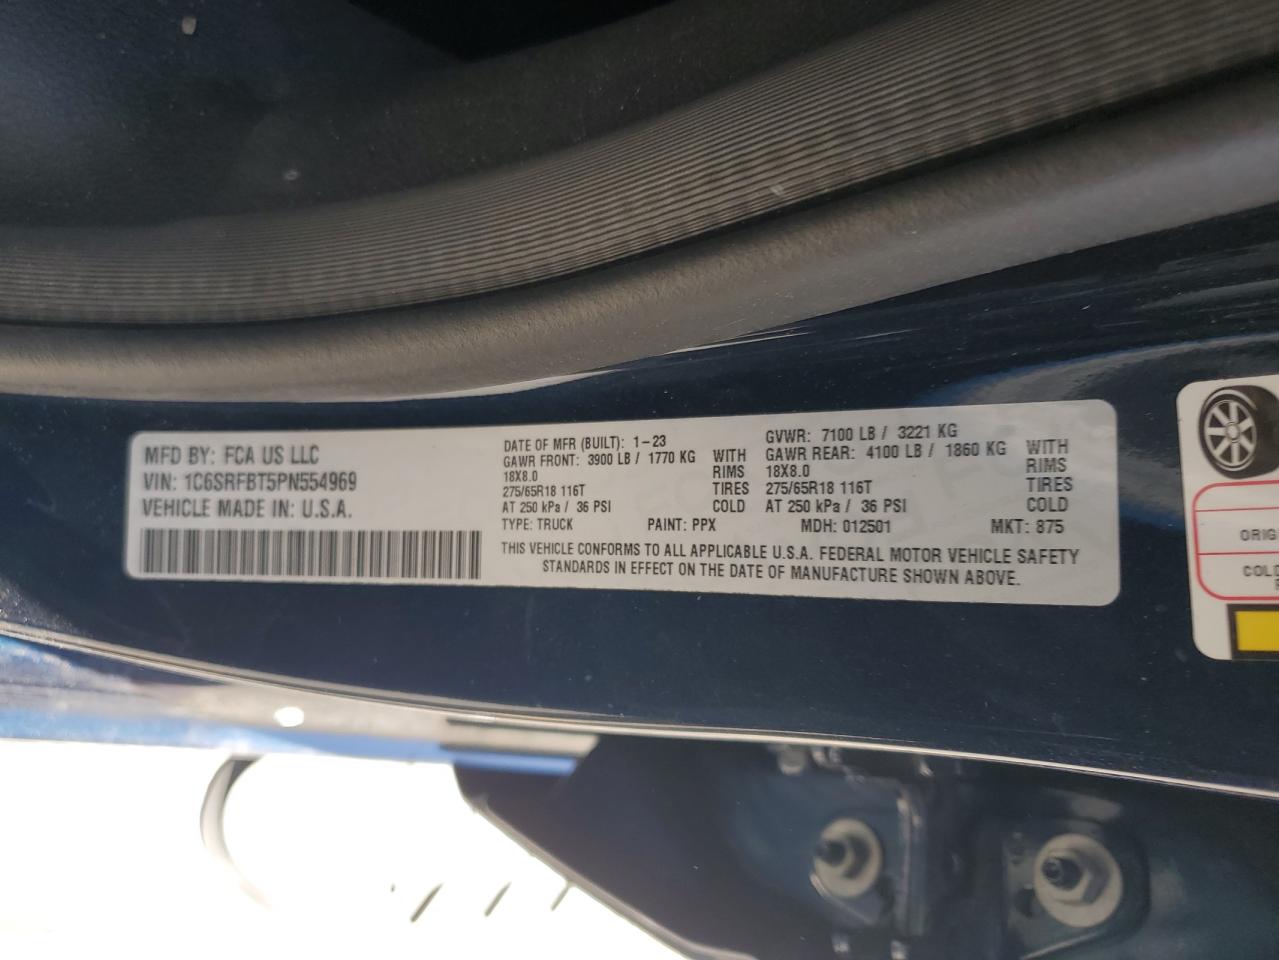 MFD BY: FCA US LLC
VIN: 1C6SRFBT5PN554969
VEHICLE MADE IN: U.S.A.
DATE OF MFR (BUILT): 1-23
GAWR FRONT: 3900 LB / 1770 KG WITH
18X8.0 RIMS
275/65R18 116T TIRES
AT 250 kPa / 36 PSI COLD
TYPE: TRUCK PAINT: PPX
GVWR: 7100 LB / 3221 KG
GAWR REAR: 4100 LB / 1860 KG WITH
18X8.0 RIMS
275/65R18 116T TIRES
AT 250 kPa / 36 PSI COLD
MDH: 012501 MKT: 875
THIS VEHICLE CONFORMS TO ALL APPLICABLE U.S.A. FEDERAL MOTOR VEHICLE SAFETY
STANDARDS IN EFFECT ON THE DATE OF MANUFACTURE SHOWN ABOVE.
ORIG
COLD